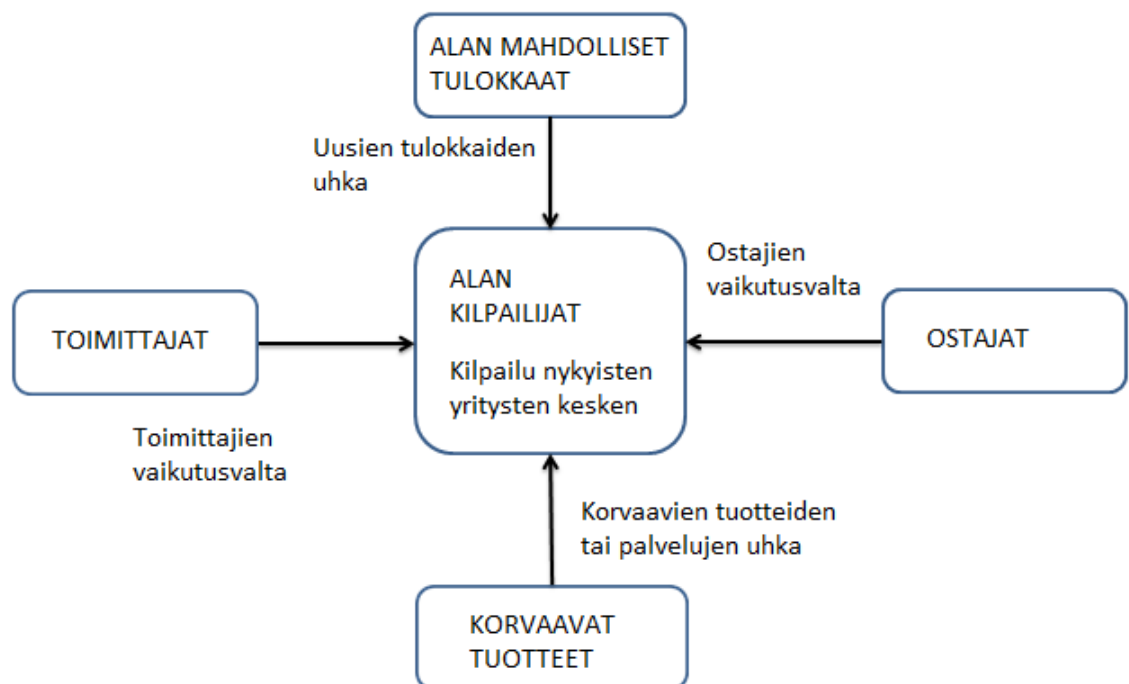 ALAN MAHDOLLISET
TULOKKAAT
Uusien tulokkaiden
uhka
ALAN
KILPAILIJAT
Kilpailu nykyisten
yritysten kesken
Ostajien
vaikutusvalta
TOIMITTAJAT
OSTAJAT
Toimittajien
vaikutusvalta
Korvaavien tuotteiden
tai palvelujen uhka
KORVAAVAT
TUOTTEET